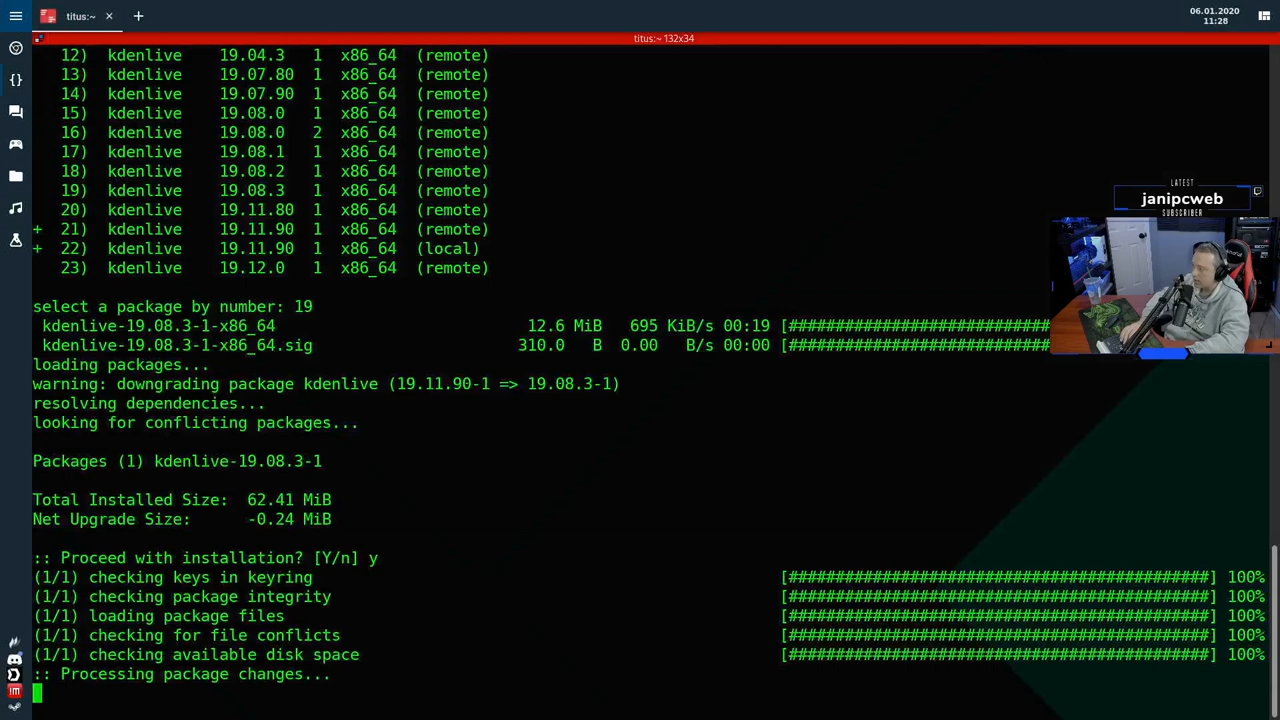 titus:~
06.01.2020
11:28
titus:~ 132x34
12) kdenlive 19.04.3 1 x86_64 (remote)
13) kdenlive 19.07.80 1 x86_64 (remote)
14) kdenlive 19.07.90 1 x86_64 (remote)
15) kdenlive 19.08.0 1 x86_64 (remote)
16) kdenlive 19.08.0 2 x86_64 (remote)
17) kdenlive 19.08.1 1 x86_64 (remote)
18) kdenlive 19.08.2 1 x86_64 (remote)
19) kdenlive 19.08.3 1 x86_64 (remote)
20) kdenlive 19.11.80 1 x86_64 (remote)
+ 21) kdenlive 19.11.90 1 x86_64 (remote)
+ 22) kdenlive 19.11.90 1 x86_64 (local)
23) kdenlive 19.12.0 1 x86_64 (remote)
LATEST
janipcweb
SUBSCRIBER
select a package by number: 19
kdenlive-19.08.3-1-x86_64 12.6 MiB 695 KiB/s 00:19 [############################
kdenlive-19.08.3-1-x86_64.sig 310.0 B 0.00 B/s 00:00 [############################
loading packages...
warning: downgrading package kdenlive (19.11.90-1 => 19.08.3-1)
resolving dependencies...
looking for conflicting packages...
Packages (1) kdenlive-19.08.3-1
Total Installed Size: 62.41 MiB
Net Upgrade Size: -0.24 MiB
:: Proceed with installation? [Y/n] y
(1/1) checking keys in keyring [#############################################] 100%
(1/1) checking package integrity [#############################################] 100%
(1/1) loading package files [#############################################] 100%
(1/1) checking for file conflicts [#############################################] 100%
(1/1) checking available disk space [#############################################] 100%
:: Processing package changes...